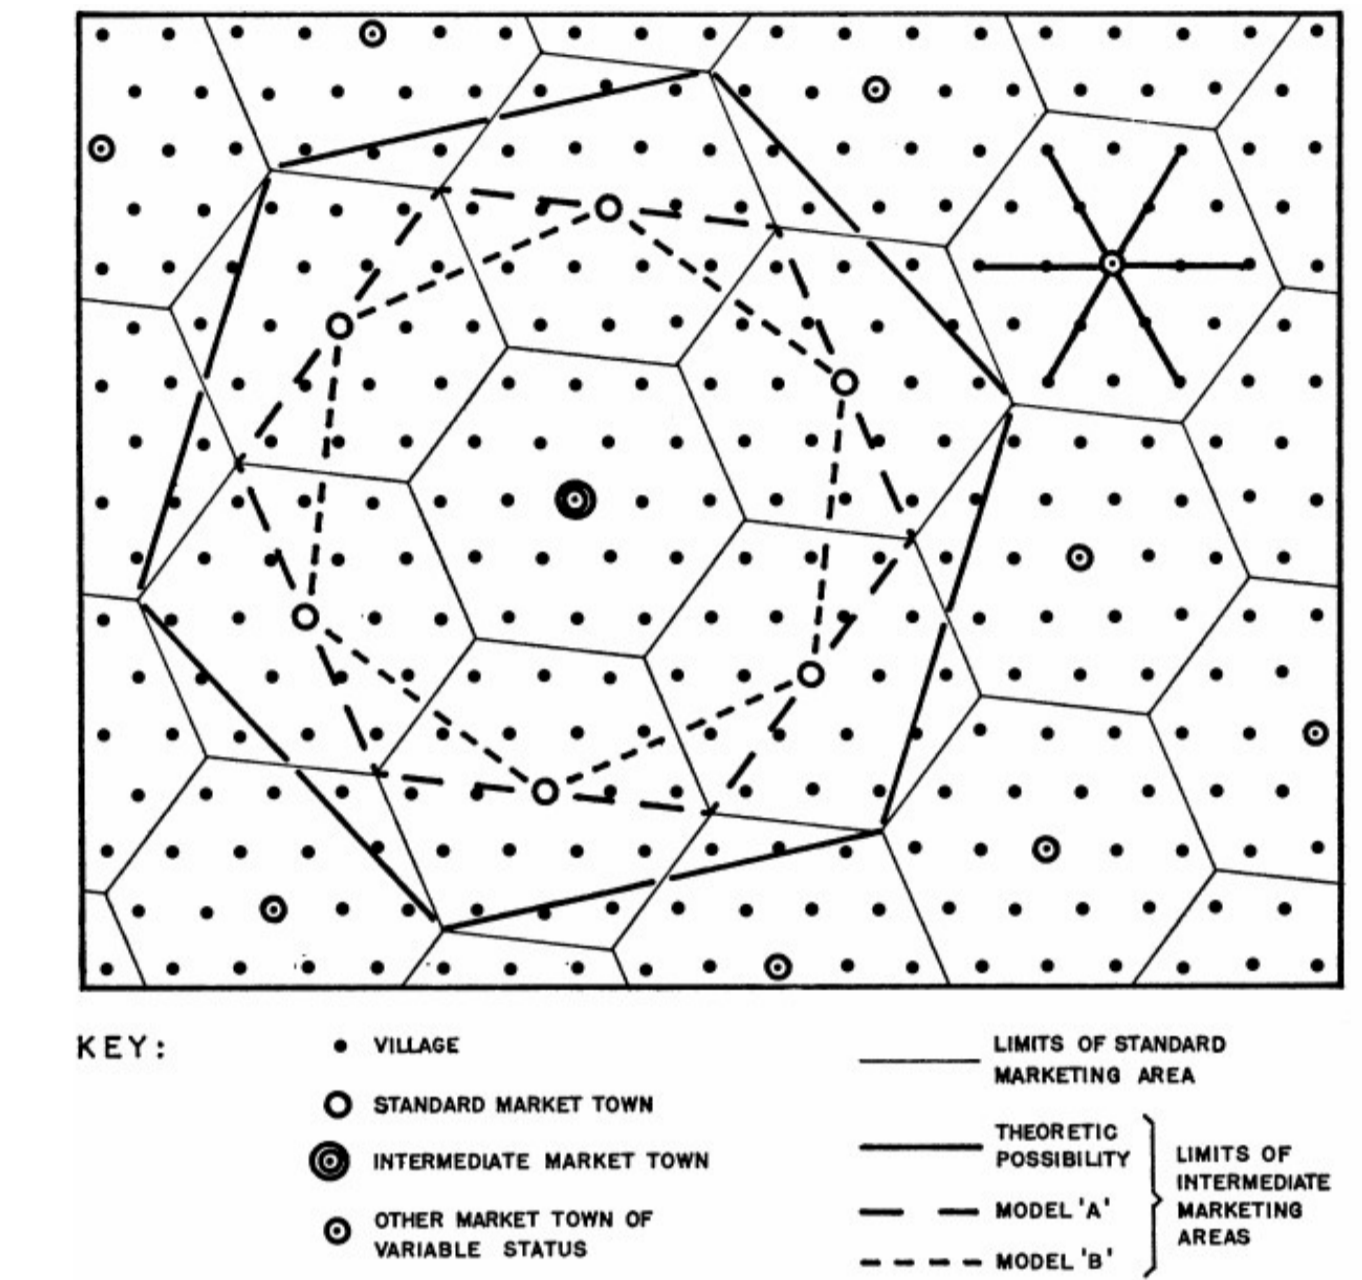 KEY:
VILLAGE
STANDARD MARKET TOWN
INTERMEDIATE MARKET TOWN
OTHER MARKET TOWN OF
VARIABLE STATUS
LIMITS OF STANDARD
MARKETING AREA
THEORETIC
POSSIBILITY
MODEL 'A'
MODEL 'B'
LIMITS OF
INTERMEDIATE
MARKETING
AREAS